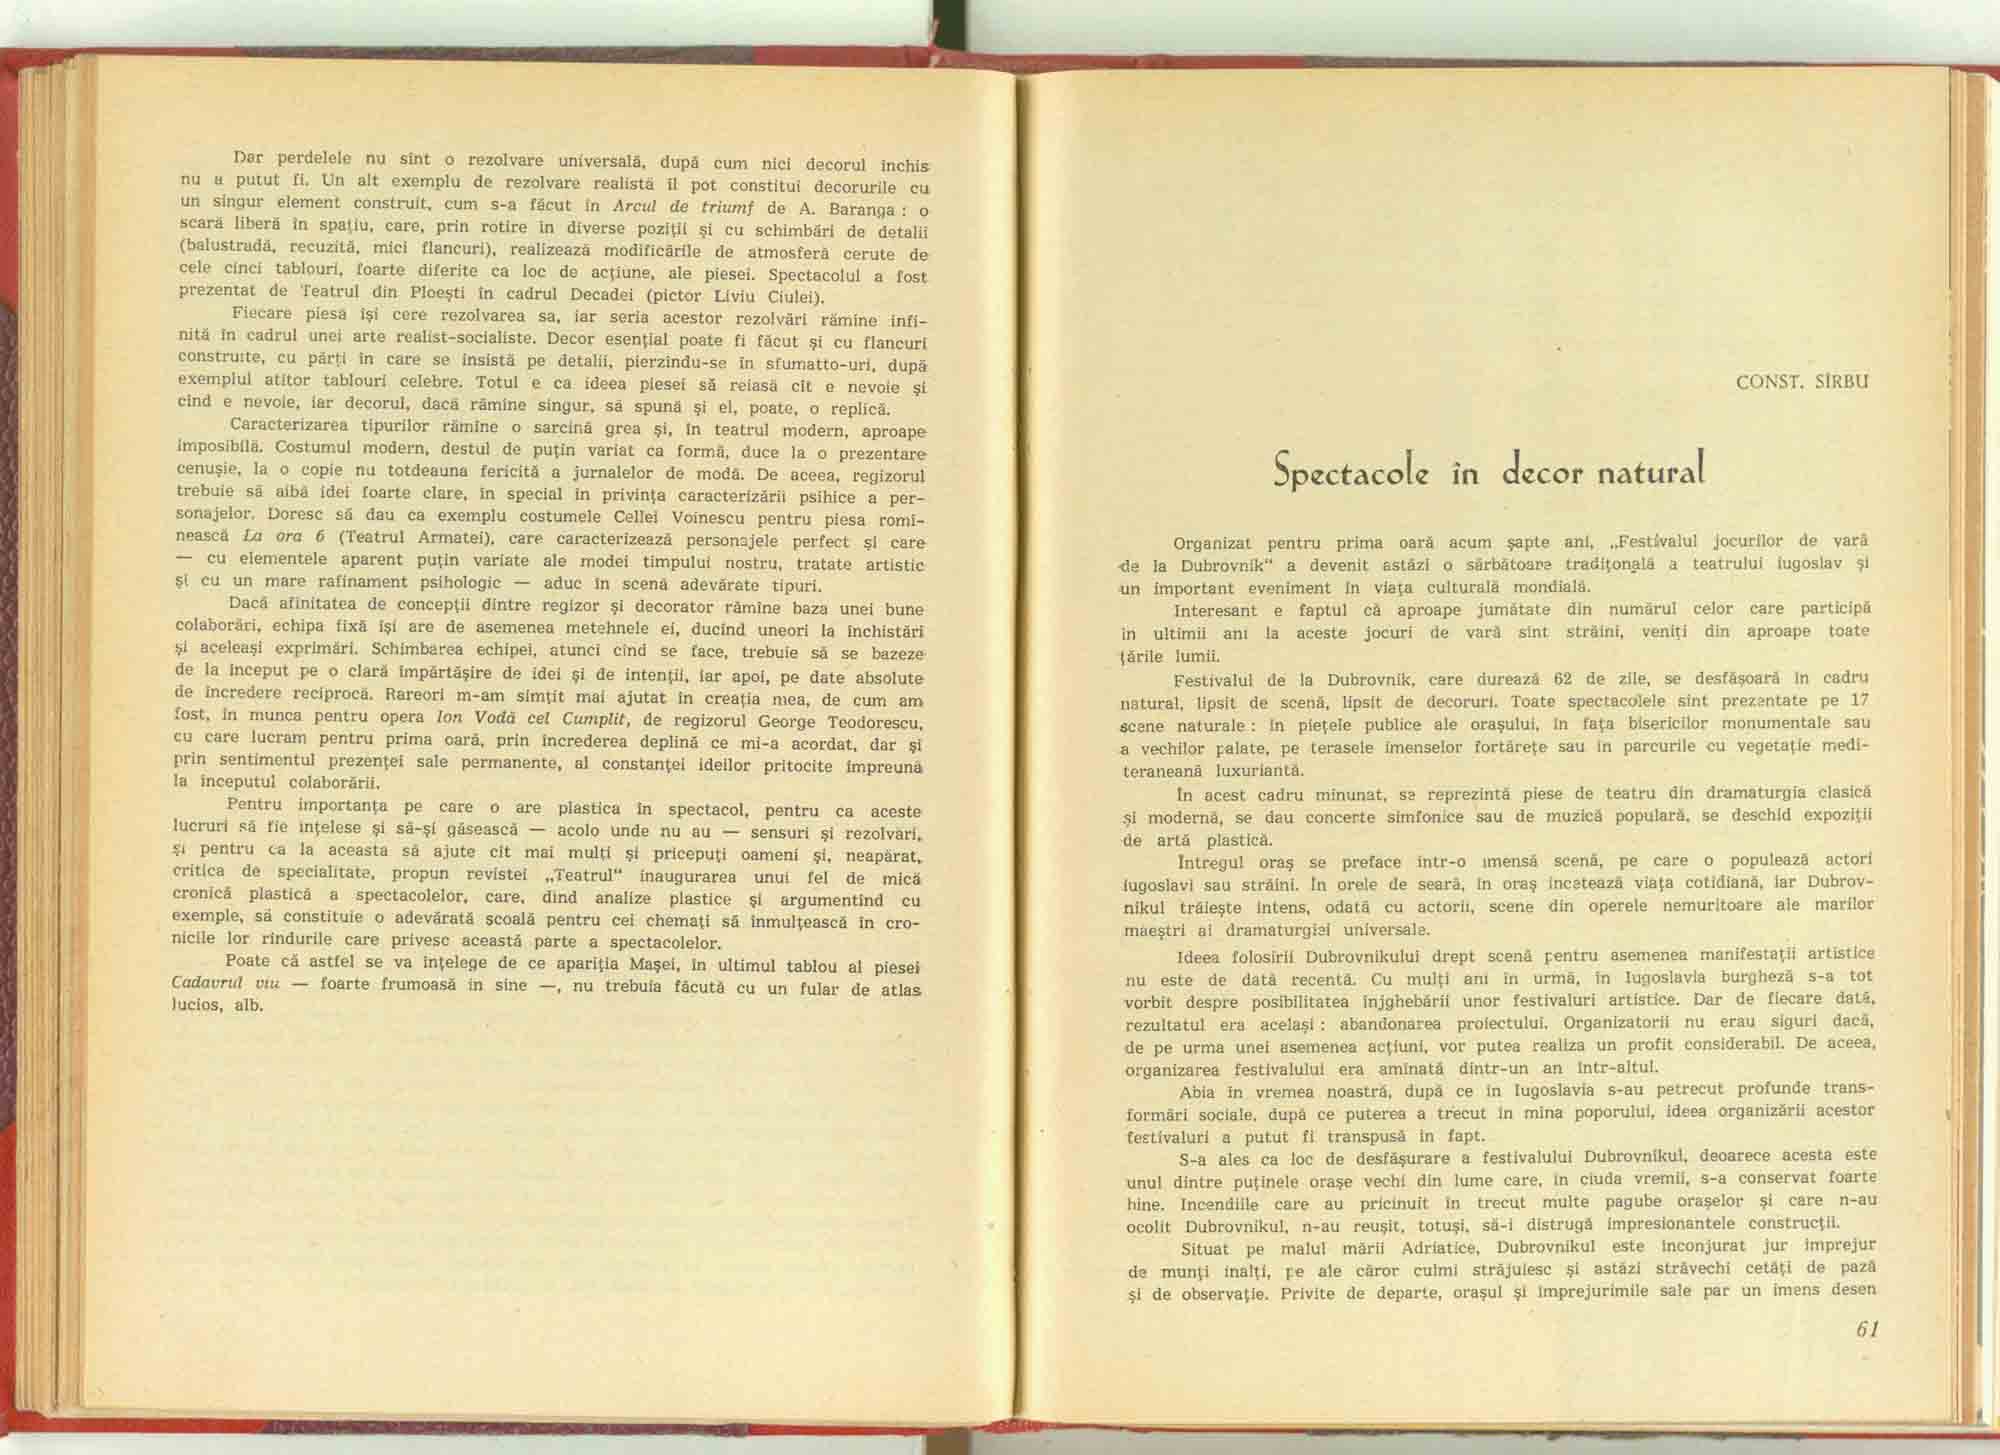 Dar perdelele nu sînt o rezolvare universală, după cum nici decorul închis
nu a putut fi. Un alt exemplu de rezolvare realistă îl pot constitui decorurile cu
un singur element construit, cum s-a făcut în Arcul de triumf de A. Baranga : o
scară liberă în spațiu, care, prin rotire în diverse poziții și cu schimbări de detalii
(balustradă, recuzită, mici flancuri), realizează modificările de atmosferă cerute de
cele cinci tablouri, foarte diferite ca loc de acțiune, ale piesei. Spectacolul a fost
prezentat de Teatrul din Ploești în cadrul Decadei (pictor Liviu Ciulei).
Fiecare piesă își cere rezolvarea sa, iar seria acestor rezolvări rămîne infi-
nită în cadrul unei arte realist-socialiste. Decor esențial poate fi făcut și cu flancuri
construite, cu părți în care se insistă pe detalii, pierzîndu-se în sfumatto-uri, după
exemplul atîtor tablouri celebre. Totul e ca ideea piesei să reiasă cît e nevoie și
cînd e nevoie, iar decorul, dacă rămîne singur, să spună și el, poate, o replică.
Caracterizarea tipurilor rămîne o sarcină grea și, în teatrul modern, aproape
imposibilă. Costumul modern, destul de puțin variat ca formă, duce la o prezentare
cenușie, la o copie nu totdeauna fericită a jurnalelor de modă. De aceea, regizorul
trebuie să aibă idei foarte clare, în special în privința caracterizării psihice a per-
sonajelor. Doresc să dau ca exemplu costumele Cellei Voinescu pentru piesa romî-
nească La ora 6 (Teatrul Armatei), care caracterizează personajele perfect și care
— cu elementele aparent puțin variate ale modei timpului nostru, tratate artistic
și cu un mare rafinament psihologic — aduc în scenă adevărate tipuri.
Dacă afinitatea de concepții dintre regizor și decorator rămîne baza unei bune
colaborări, echipa fixă își are de asemenea metehnele ei, ducînd uneori la închistări
și aceleași exprimări. Schimbarea echipei, atunci cînd se face, trebuie să se bazeze
de la început pe o clară împărtășire de idei și de intenții, iar apoi, pe date absolute
de încredere reciprocă. Rareori m-am simțit mai ajutat în creația mea, de cum am
fost, în munca pentru opera Ion Vodă cel Cumplit, de regizorul George Teodorescu,
cu care lucram pentru prima oară, prin încrederea deplină ce mi-a acordat, dar și
prin sentimentul prezenței sale permanente, al constanței ideilor pritocite împreună
la începutul colaborării.
Pentru importanța pe care o are plastica în spectacol, pentru ca aceste
lucruri să fie înțelese și să-și găsească — acolo unde nu au — sensuri și rezolvări,
și pentru ca la aceasta să ajute cît mai mulți și pricepuți oameni și, neapărat,
critica de specialitate, propun revistei „Teatrul“ inaugurarea unui fel de mică
cronică plastică a spectacolelor, care, dînd analize plastice și argumentînd cu
exemple, să constituie o adevărată școală pentru cei chemați să înmulțească în cro-
nicile lor rîndurile care privesc această parte a spectacolelor.
Poate că astfel se va înțelege de ce apariția Mașei, în ultimul tablou al piesei
Cadavrul viu — foarte frumoasă în sine —, nu trebuia făcută cu un fular de atlas
lucios, alb.
CONST. SÎRBU
Spectacole în decor natural
Organizat pentru prima oară acum șapte ani, „Festivalul jocurilor de vară
de la Dubrovnik“ a devenit astăzi o sărbătoare tradițonală a teatrului iugoslav și
un important eveniment în viața culturală mondială.
Interesant e faptul că aproape jumătate din numărul celor care participă
în ultimii ani la aceste jocuri de vară sînt străini, veniți din aproape toate
țările lumii.
Festivalul de la Dubrovnik, care durează 62 de zile, se desfășoară în cadru
natural, lipsit de scenă, lipsit de decoruri. Toate spectacolele sînt prezentate pe 17
scene naturale : în piețele publice ale orașului, în fața bisericilor monumentale sau
a vechilor palate, pe terasele imenselor fortărețe sau în parcurile cu vegetație medi-
teraneană luxuriantă.
În acest cadru minunat, se reprezintă piese de teatru din dramaturgia clasică
și modernă, se dau concerte simfonice sau de muzică populară, se deschid expoziții
de artă plastică.
Întregul oraș se preface într-o imensă scenă, pe care o populează actori
iugoslavi sau străini. În orele de seară, în oraș încetează viața cotidiană, iar Dubrov-
nikul trăiește intens, odată cu actorii, scene din operele nemuritoare ale marilor
maeștri ai dramaturgiei universale.
Ideea folosirii Dubrovnikului drept scenă pentru asemenea manifestații artistice
nu este de dată recentă. Cu mulți ani în urmă, în Iugoslavia burgheză s-a tot
vorbit despre posibilitatea înjghebării unor festivaluri artistice. Dar de fiecare dată,
rezultatul era același : abandonarea proiectului. Organizatorii nu erau siguri dacă,
de pe urma unei asemenea acțiuni, vor putea realiza un profit considerabil. De aceea,
organizarea festivalului era amînată dintr-un an într-altul.
Abia în vremea noastră, după ce în Iugoslavia s-au petrecut profunde trans-
formări sociale, după ce puterea a trecut în mîna poporului, ideea organizării acestor
festivaluri a putut fi transpusă în fapt.
S-a ales ca loc de desfășurare a festivalului Dubrovnikul, deoarece acesta este
unul dintre puținele orașe vechi din lume care, în ciuda vremii, s-a conservat foarte
bine. Incendiile care au pricinuit în trecut multe pagube orașelor și care n-au
ocolit Dubrovnikul, n-au reușit, totuși, să-i distrugă impresionantele construcții.
Situat pe malul mării Adriatice, Dubrovnikul este înconjurat jur împrejur
de munți înalți, pe ale căror culmi străjuiesc și astăzi străvechi cetăți de pază
și de observație. Privite de departe, orașul și împrejurimile sale par un imens desen
61